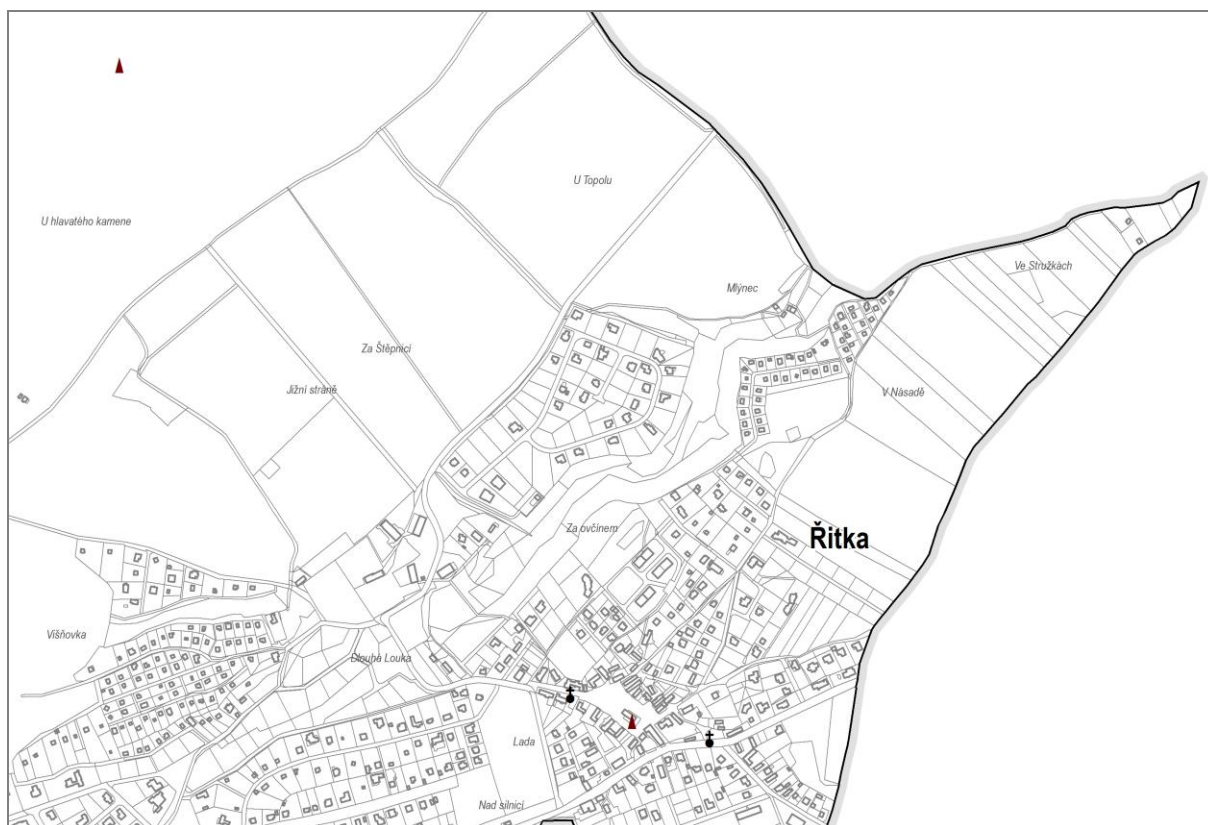 U Topolu
U hlavatého kamene
Ve Stružkách
Mlýnec
Za Štěpnicí
Jižní stráně
V Násadě
Za ovčínem
Řitka
Višňovka
Dlouhá Louka
Lada
Nad silnicí